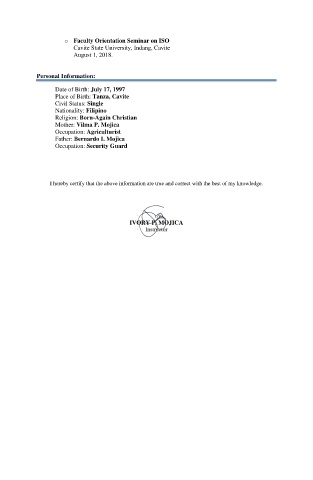 o Faculty Orientation Seminar on ISO
Cavite State University, Indang, Cavite
August 1, 2018.
Personal Information:
Date of Birth: July 17, 1997
Place of Birth: Tanza, Cavite
Civil Status: Single
Nationality: Filipino
Religion: Born-Again Christian
Mother: Vilma P. Mojica
Occupation: Agriculturist
Father: Bernardo I. Mojica
Occupation: Security Guard
I hereby certify that the above information are true and correct with the best of my knowledge.
IVORY P. MOJICA
Instructor